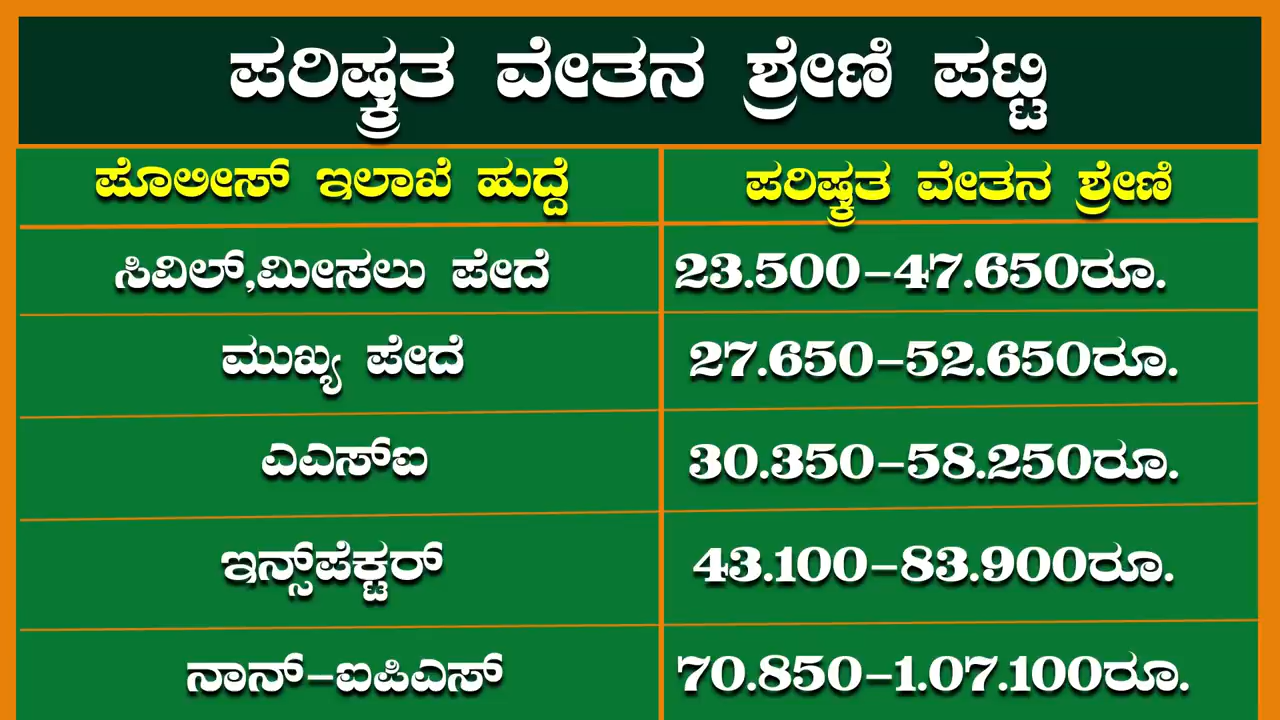 ಪರಿಷ್ಕ್ರತ ವೇತನ ಶ್ರೇಣಿ ಪಟ್ಟಿ
ಪೊಲೀಸ್ ಇಲಾಖೆ ಹುದ್ದೆ ಪರಿಷ್ಕ್ರತ ವೇತನ ಶ್ರೇಣಿ
ಸಿವಿಲ್,ಮೀಸಲು ಪೇದೆ 23.500-47.650ರೂ.
ಮುಖ್ಯ ಪೇದೆ 27.650-52.650ರೂ.
ಎಎಸ್ಐ 30.350-58.250ರೂ.
ಇನ್ಸ್‌ಪೆಕ್ಟರ್ 43.100-83.900ರೂ.
ನಾನ್-ಐಪಿಎಸ್ 70.850-1.07.100ರೂ.